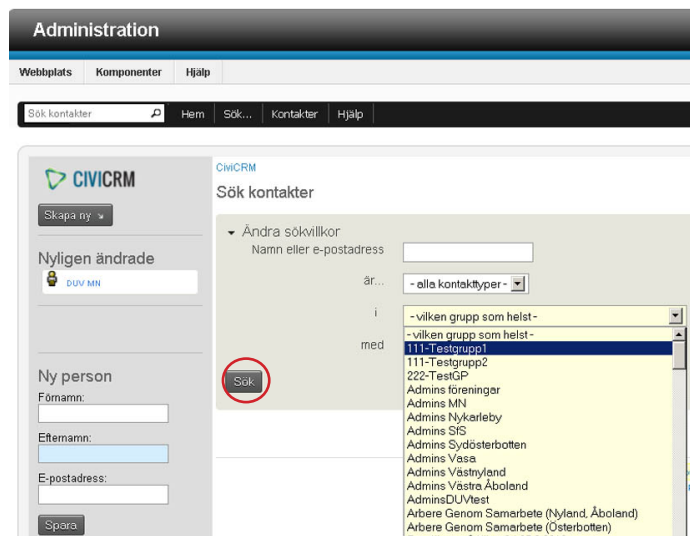 Administration
Webbplats Komponenter Hjälp
Sök kontakter Hem Sök... Kontakter Hjälp
CIVICRM
Skapa ny
Nyligen ändrade
DUV MN
Ny person
Förnamn:
Efternamn:
E-postadress:
Spara
CiviCRM
Sök kontakter
Ändra sökvillkor
Namn eller e-postadress
är... - alla kontakttyper -
i - vilken grupp som helst -
med
Sök
- vilken grupp som helst -
111-Testgrupp1
111-Testgrupp2
222-TestGP
Admins föreningar
Admins MN
Admins Nykarleby
Admins SfS
Admins Sydösterbotten
Admins Vasa
Admins Västnyland
Admins Västra Åboland
AdminsDUVtest
Arbere Genom Samarbete (Nyland, Åboland)
Arbere Genom Samarbete (Österbotten)